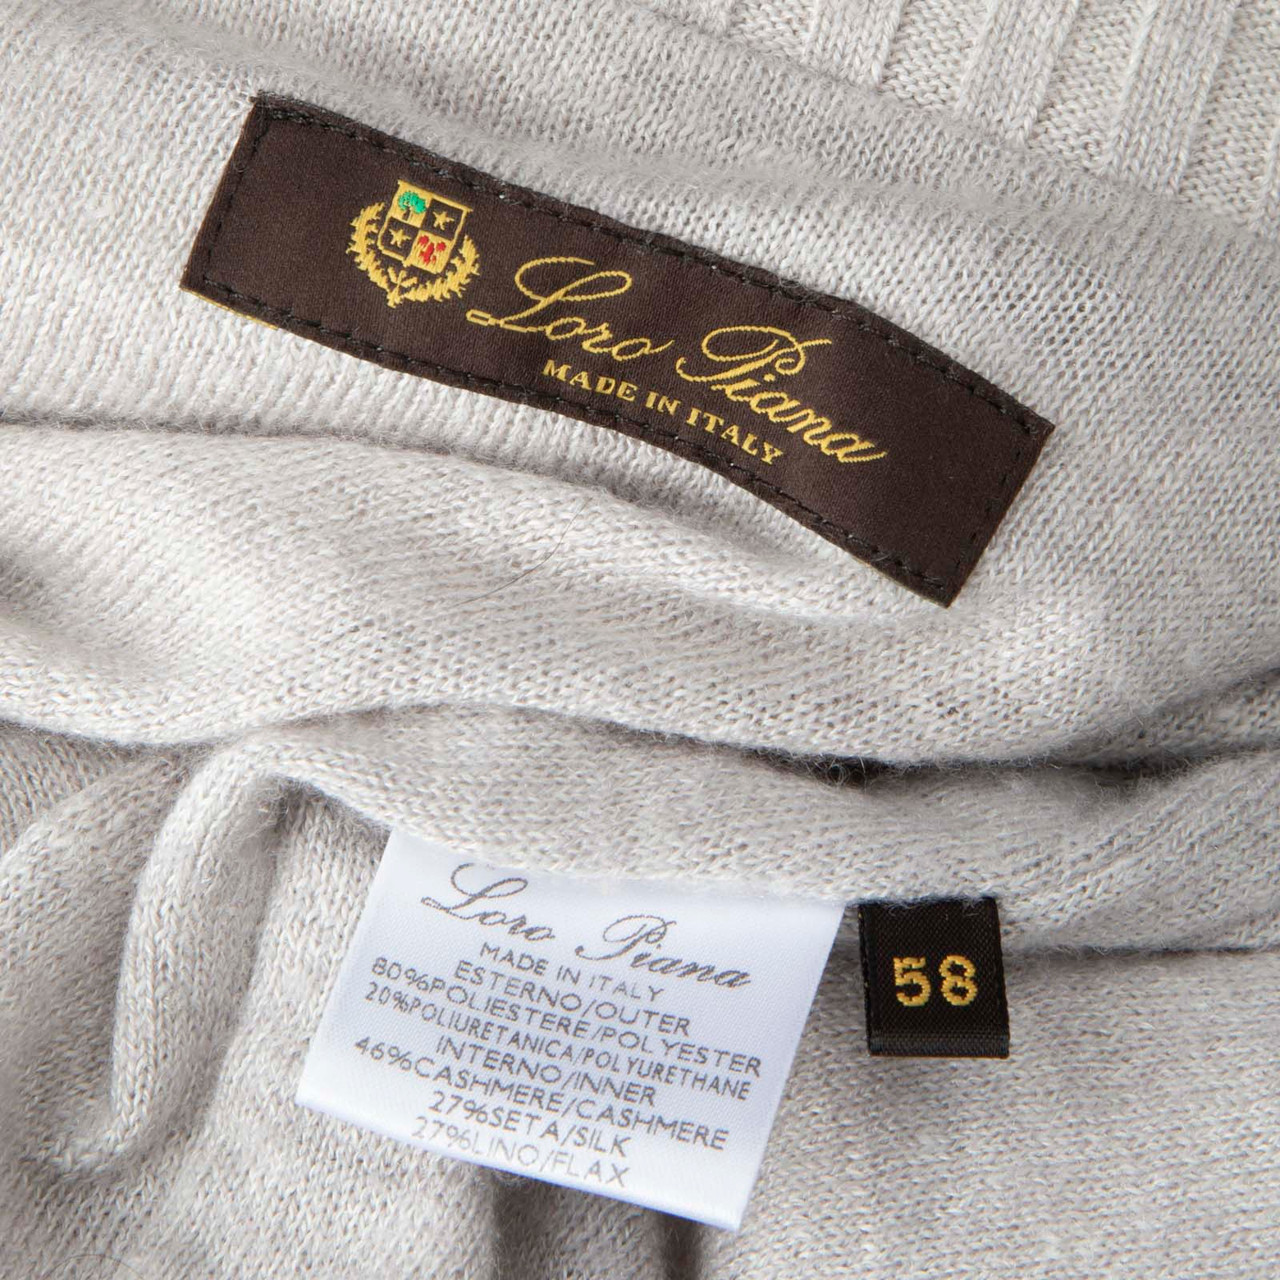 Loro Piana
MADE IN ITALY
Loro Piana
MADE IN ITALY
ESTERNO/OUTER
80%POLIESTERE/POLYESTER
20%POLIURETANICA/POLYURETHANE
INTERNO/INNER
46%CASHMERE/CASHMERE
27%SETA/SILK
27%LINO/FLAX
58